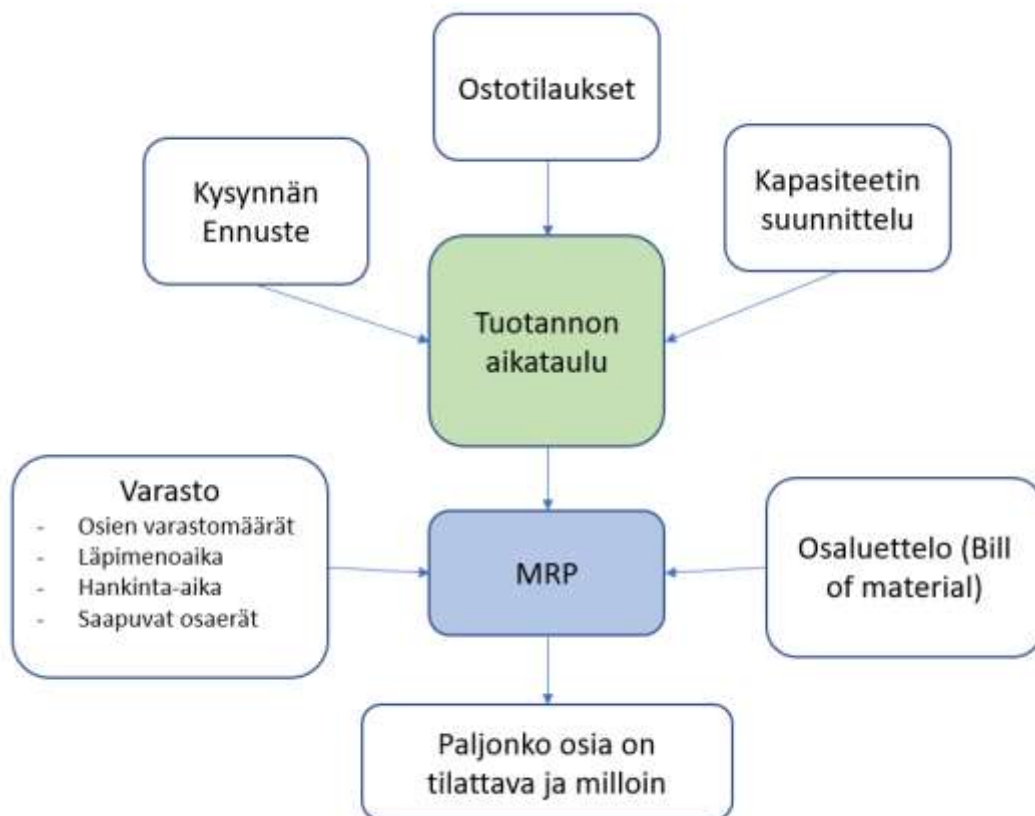 Ostotilaukset
Kysynnän
Ennuste
Kapasiteetin
suunnittelu
Tuotannon
aikataulu
Varasto
- Osien varastomäärät
- Läpimenoaika
- Hankinta-aika
- Saapuvat osaerät
MRP
Osaluettelo (Bill
of material)
Paljonko osia on
tilattava ja milloin